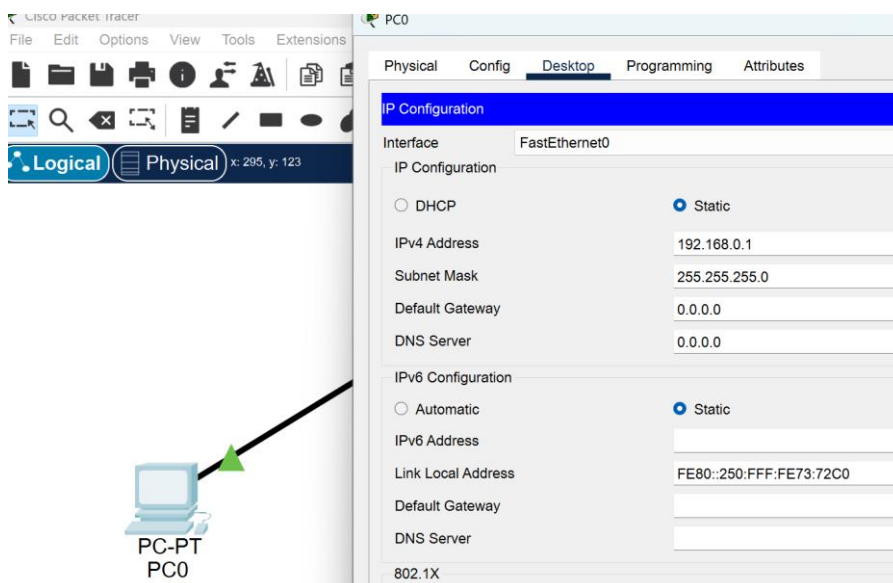 Cisco Packet Tracer
File Edit Options View Tools Extensions
Logical Physical x: 295, y: 123
PC-PT
PC0
PC0
Physical Config Desktop Programming Attributes
IP Configuration
Interface FastEthernet0
IP Configuration
DHCP Static
IPv4 Address 192.168.0.1
Subnet Mask 255.255.255.0
Default Gateway 0.0.0.0
DNS Server 0.0.0.0
IPv6 Configuration
Automatic Static
IPv6 Address
Link Local Address FE80::250:FFF:FE73:72C0
Default Gateway
DNS Server
802.1X